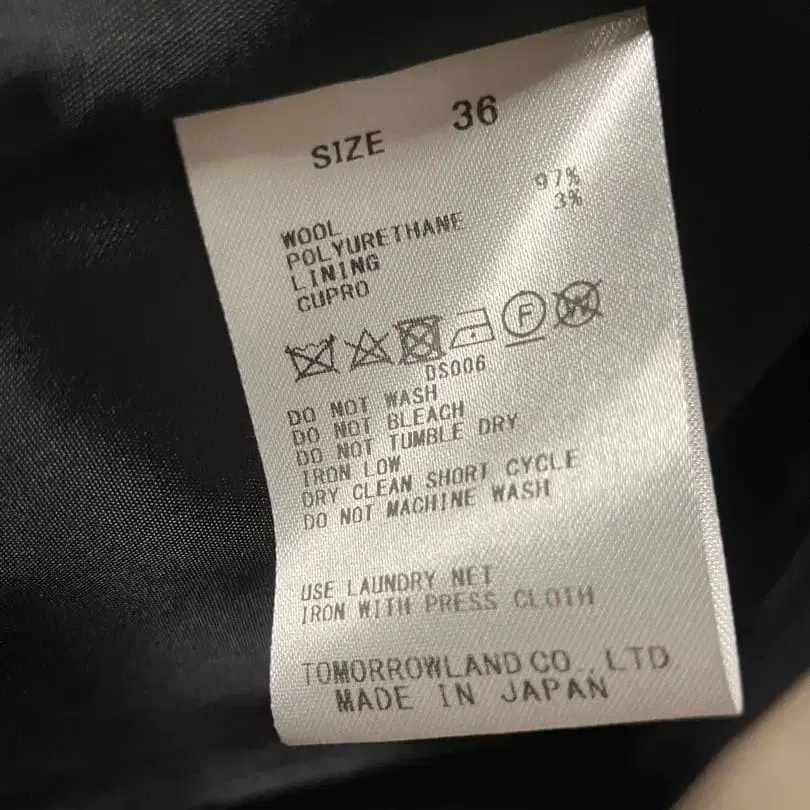 SIZE 36
WOOL 97%
POLYURETHANE 3%
LINING
CUPRO
F W
DS006
DO NOT WASH
DO NOT BLEACH
DO NOT TUMBLE DRY
IRON LOW
DRY CLEAN SHORT CYCLE
DO NOT MACHINE WASH
USE LAUNDRY NET
IRON WITH PRESS CLOTH
TOMORROWLAND CO.,LTD.
MADE IN JAPAN